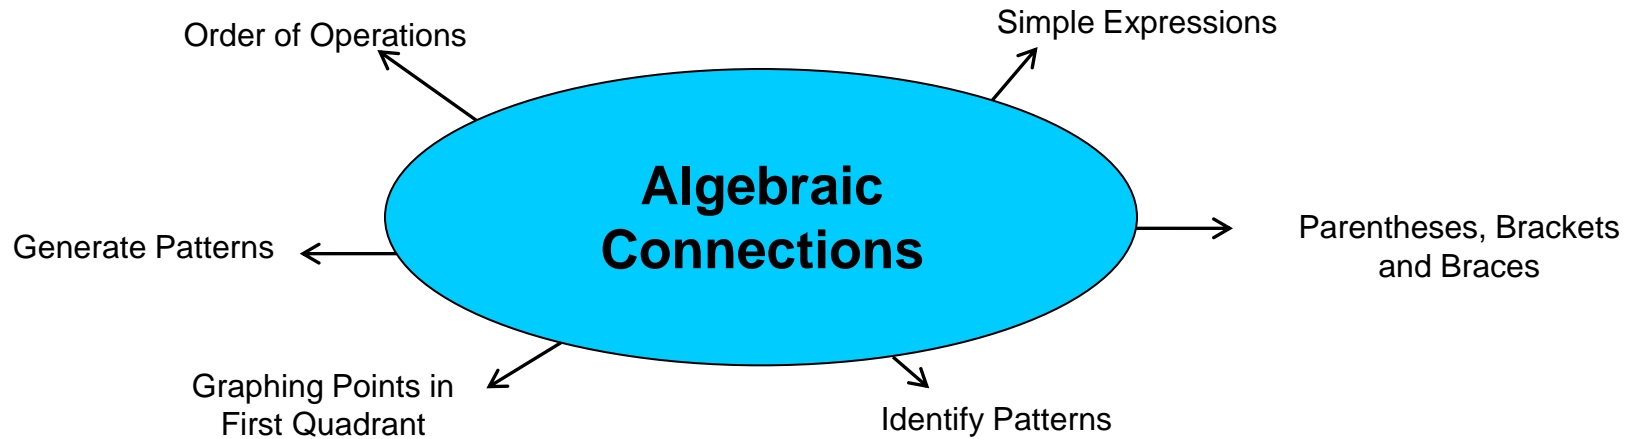 Order of Operations
Simple Expressions
Algebraic
Connections
Generate Patterns
Parentheses, Brackets
and Braces
Graphing Points in
First Quadrant
Identify Patterns